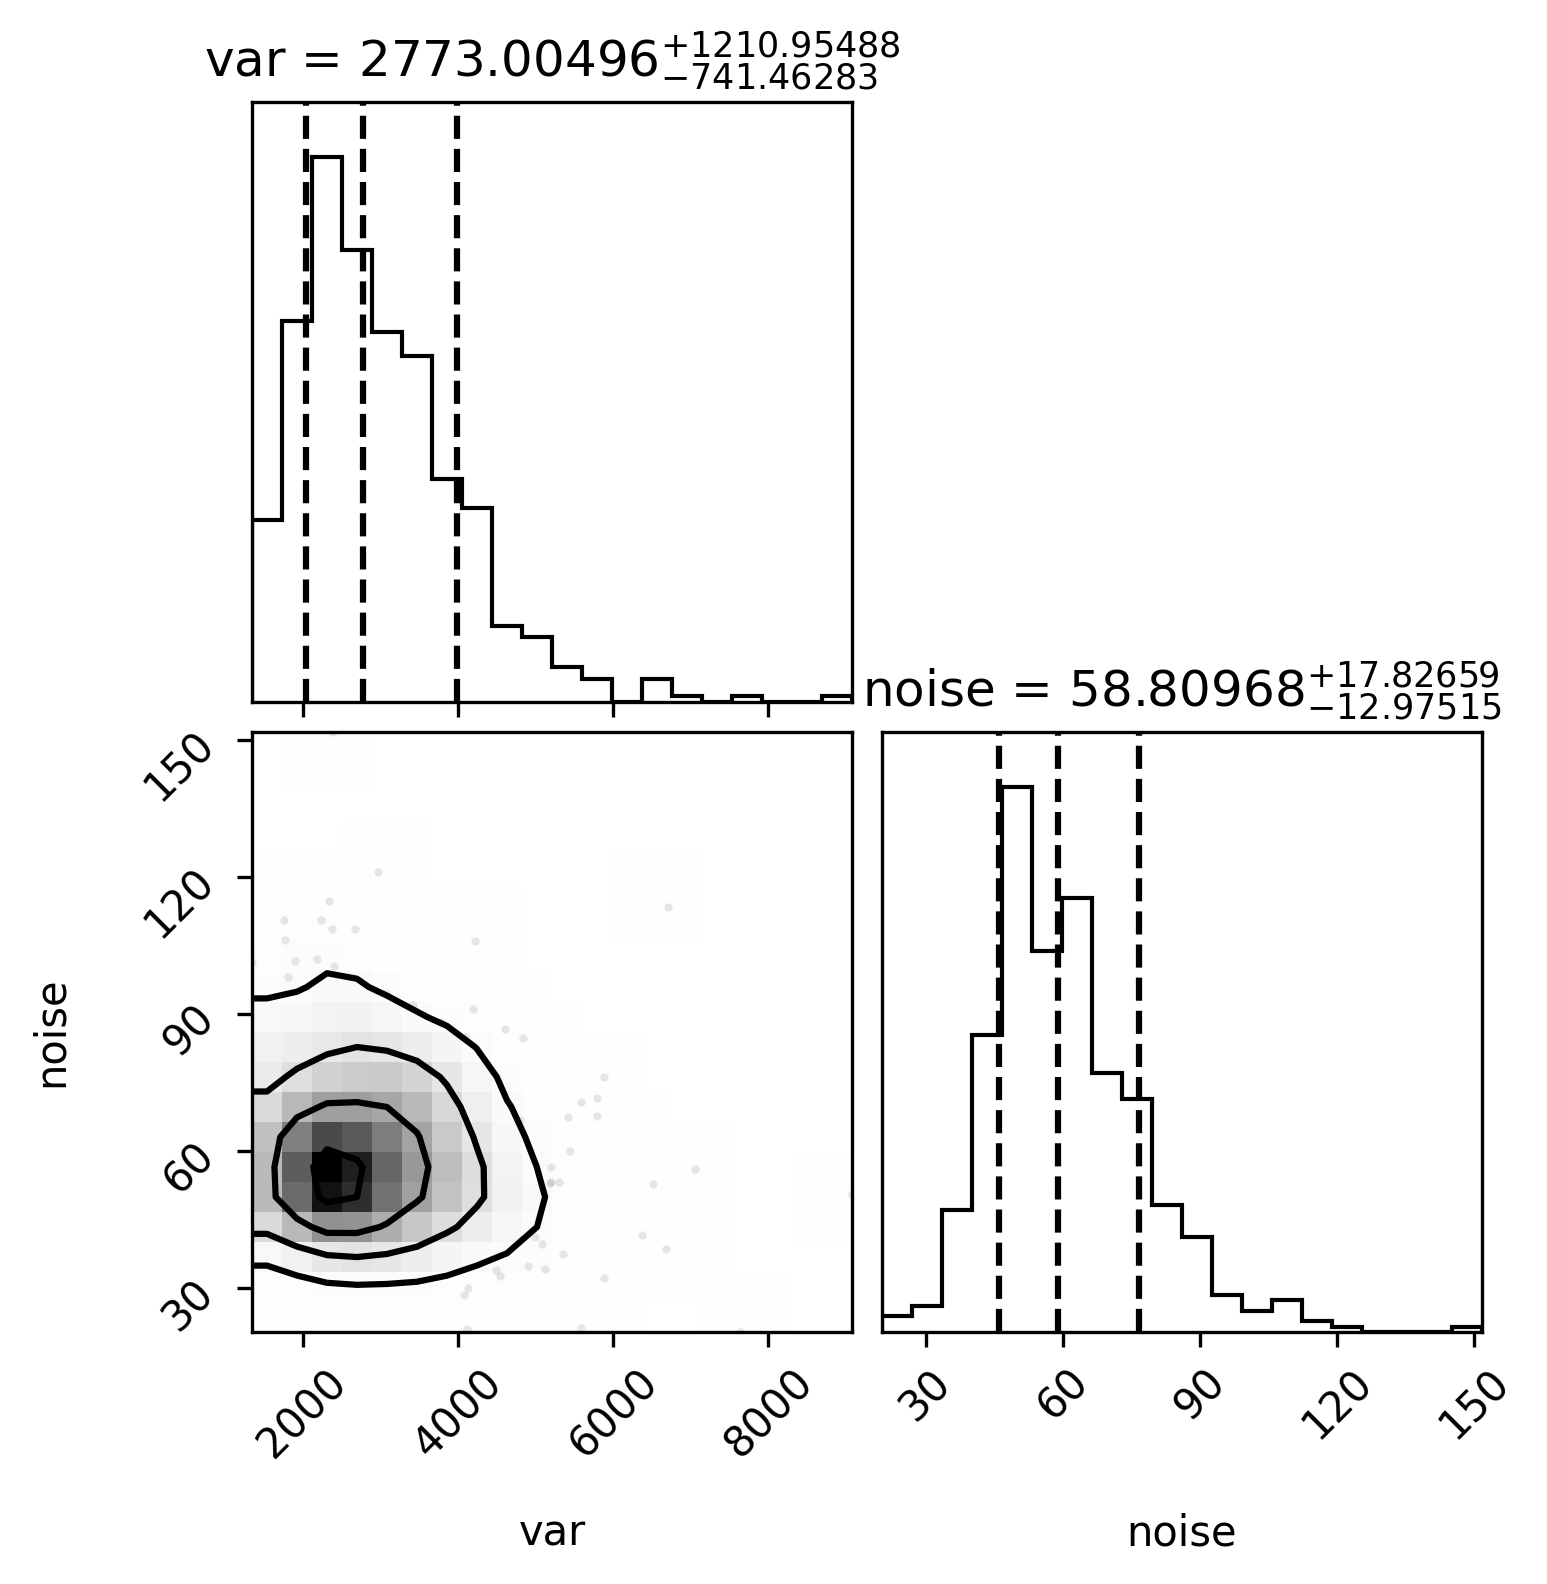 var = 2773.00496+1210.95488−741.46283
noise = 58.80968+17.82659−12.97515
150
120
90
60
30
noise
2000 4000 6000 8000
var
30 60 90 120 150
noise